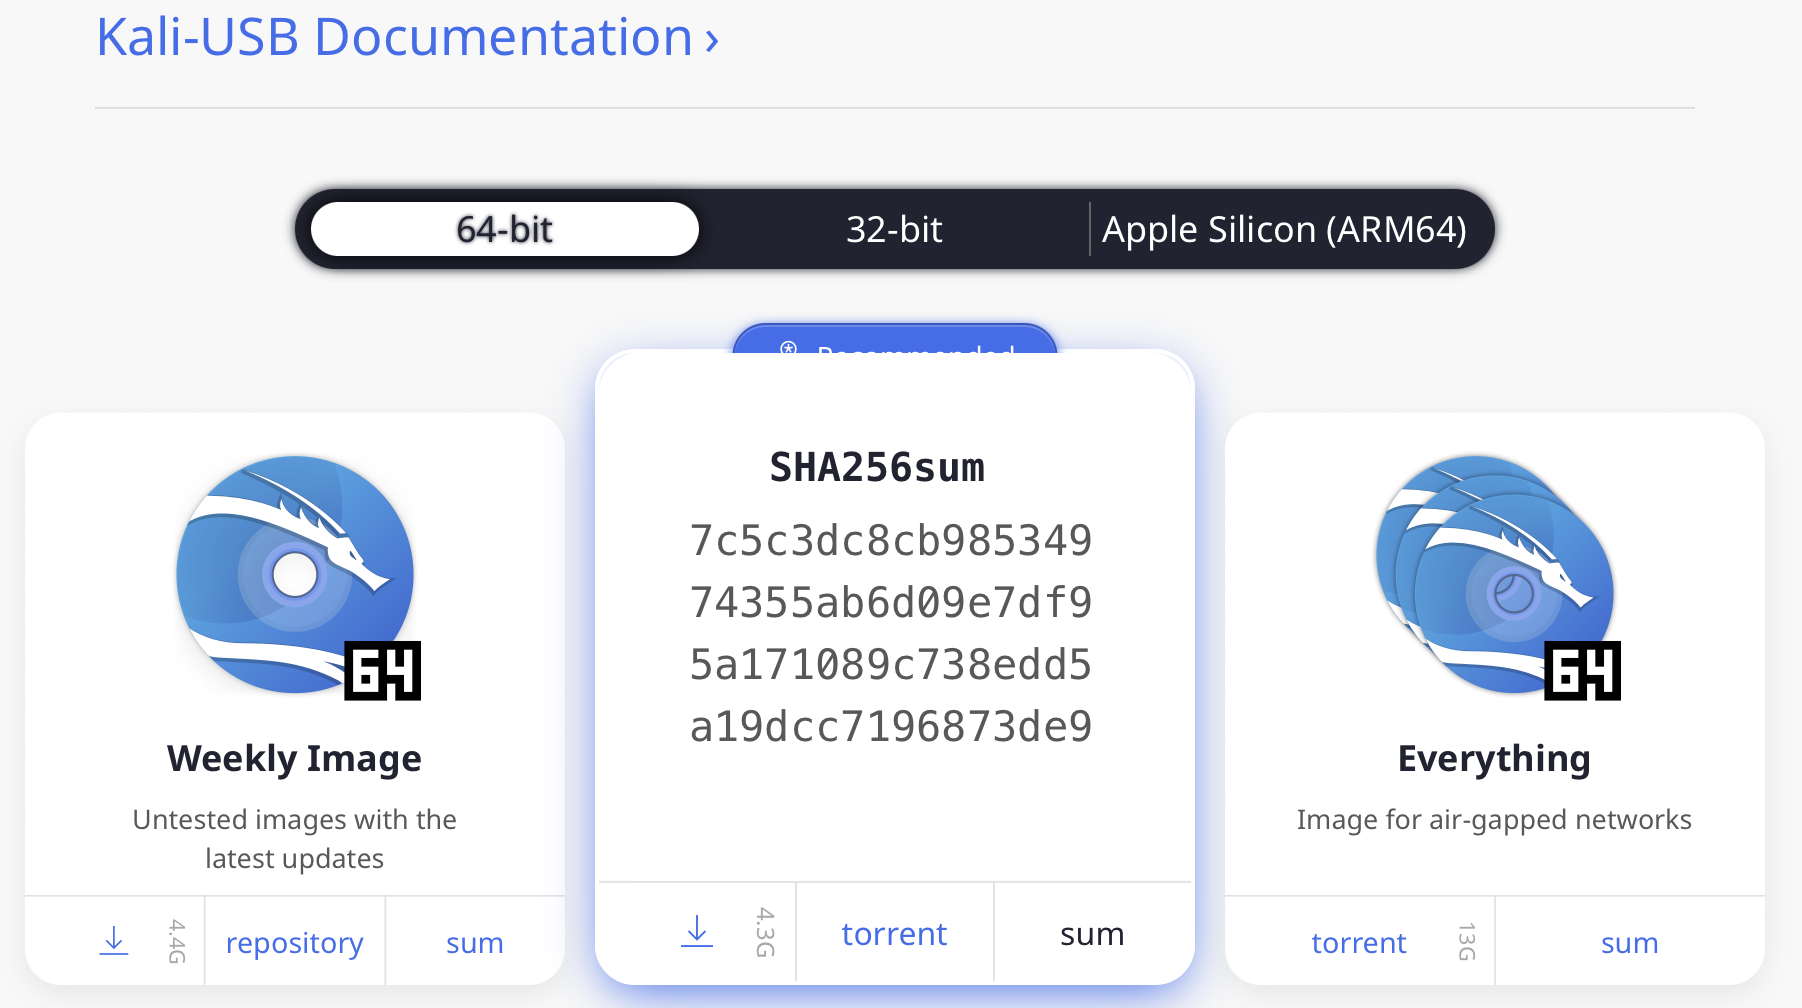 Kali-USB Documentation ›
64-bit
32-bit
Apple Silicon (ARM64)
Recommended
64
Weekly Image
Untested images with the
latest updates
4.4G
repository
sum
SHA256sum
7c5c3dc8cb985349
74355ab6d09e7df9
5a171089c738edd5
a19dcc7196873de9
4.3G
torrent
sum
64
Everything
Image for air-gapped networks
torrent
13G
sum